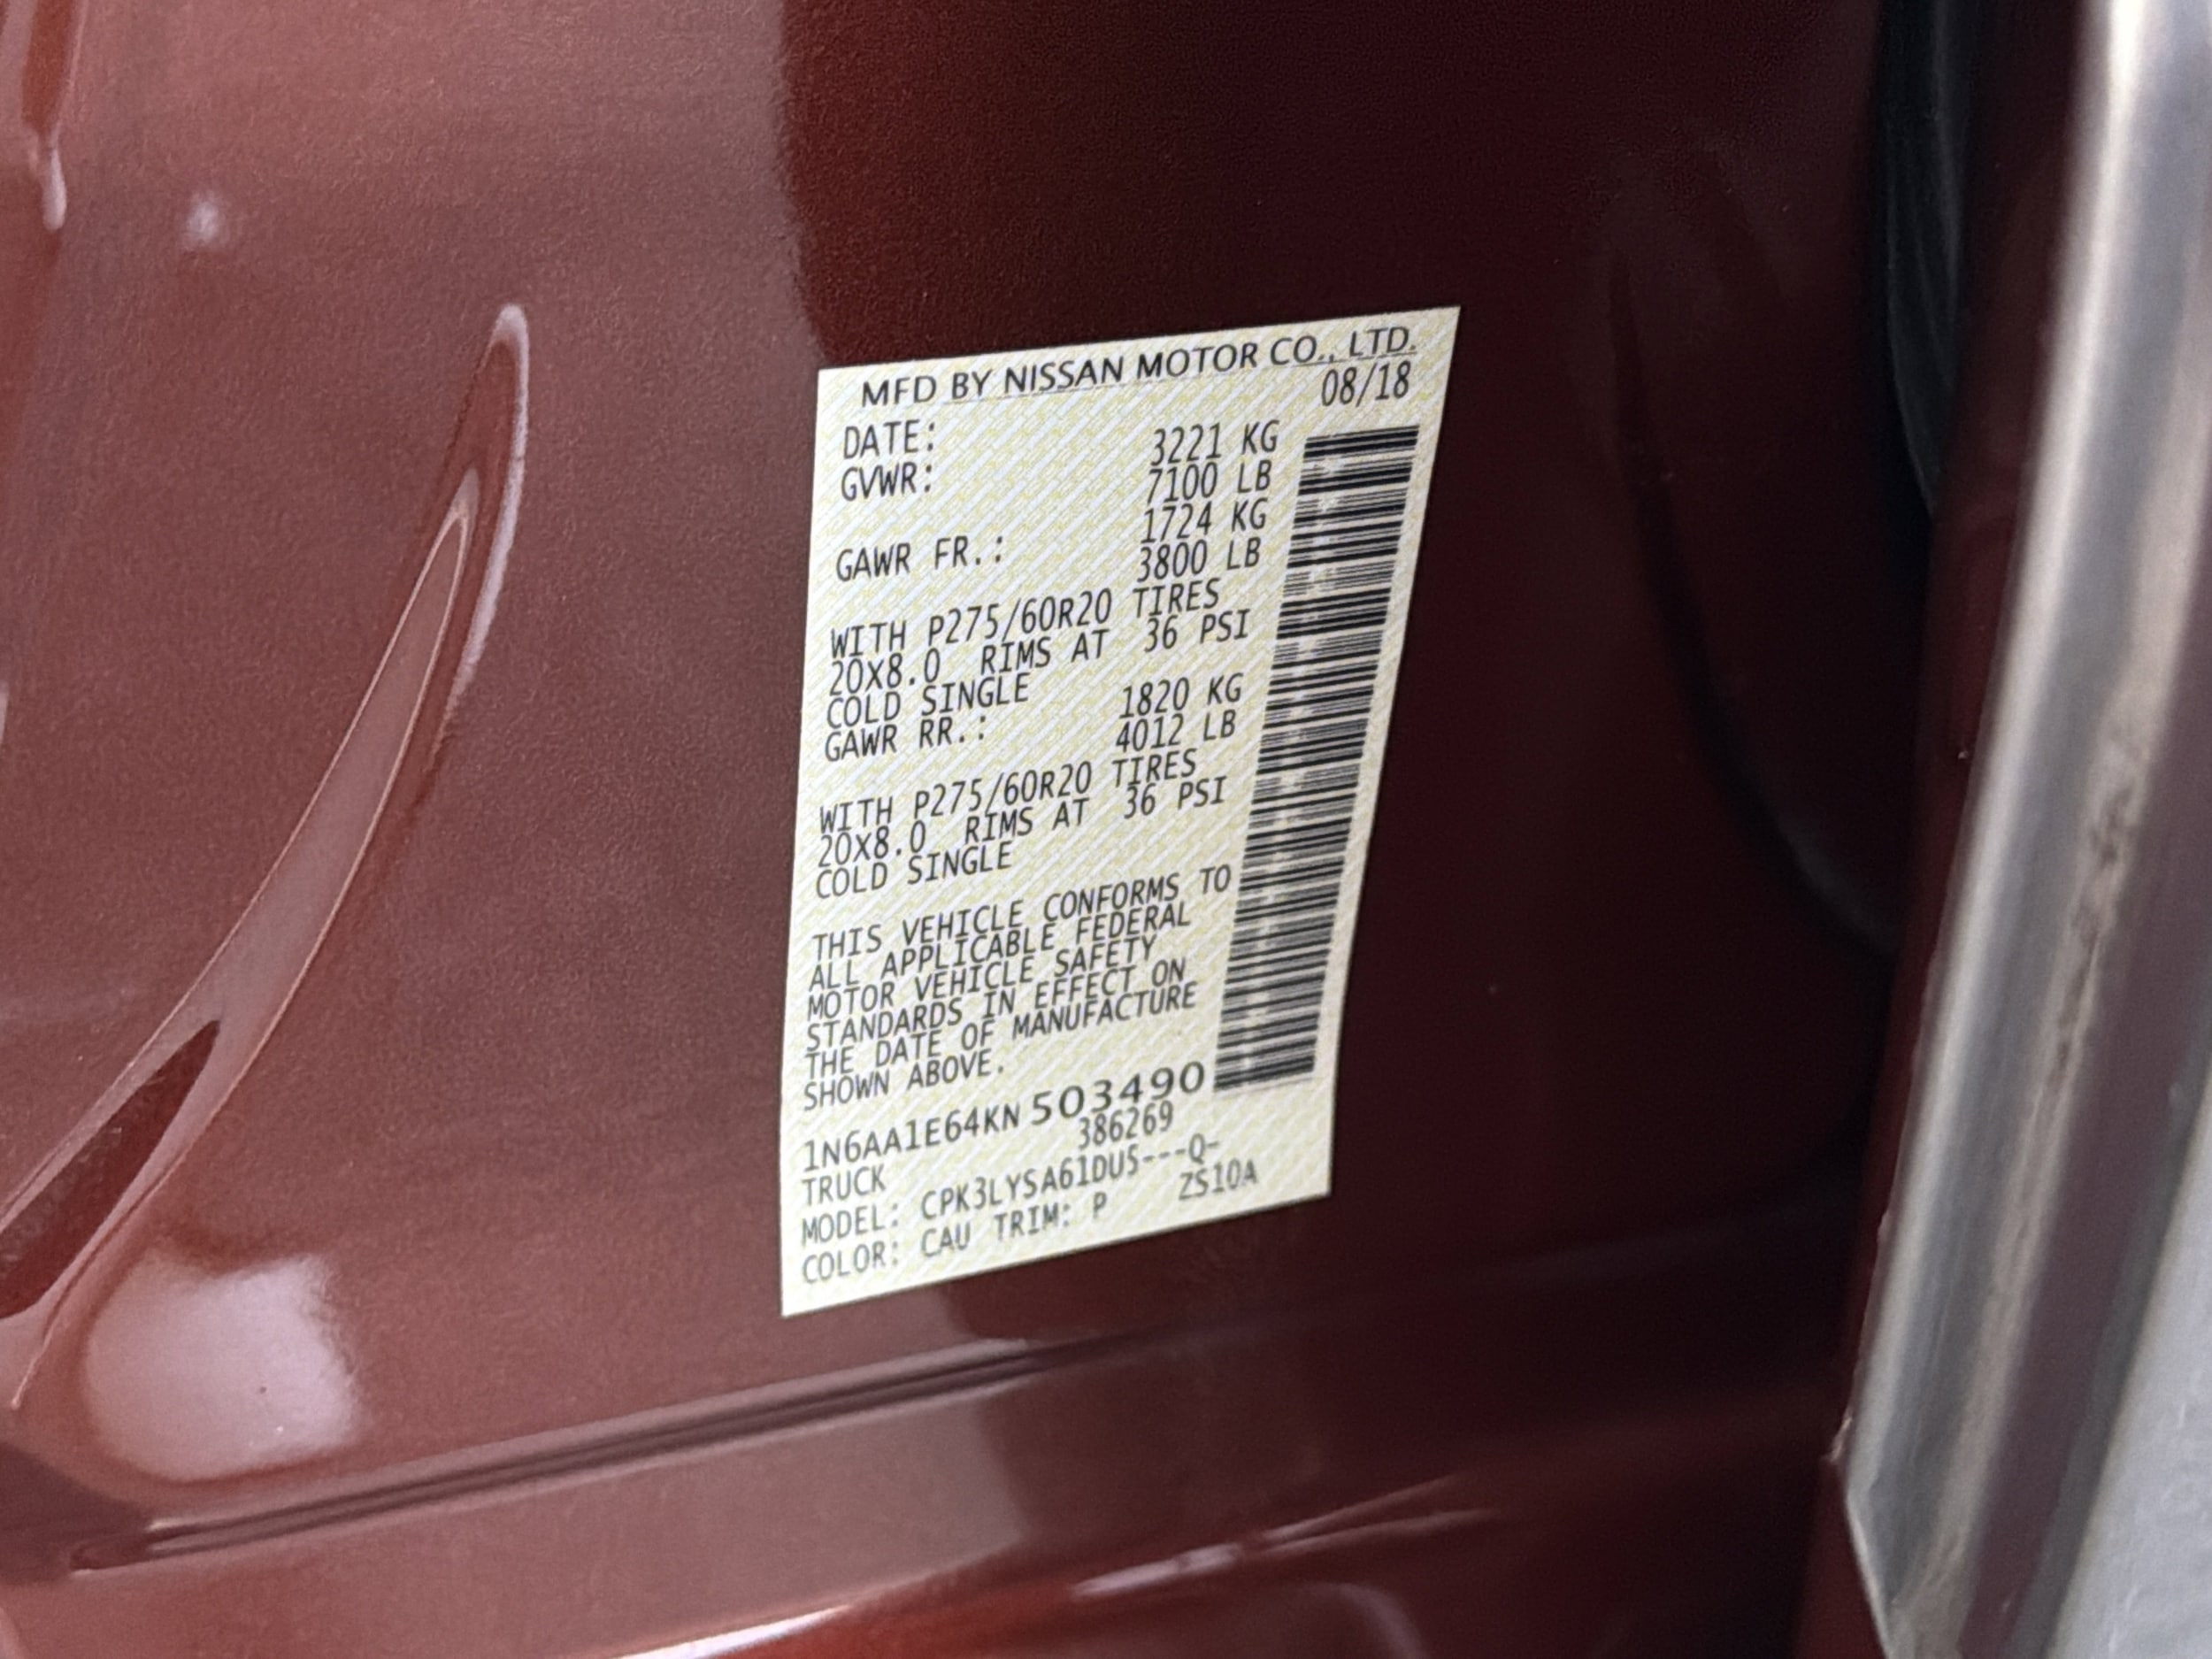 MFD BY NISSAN MOTOR CO., LTD.
DATE: 08/18
GVWR: 3221 KG
7100 LB
GAWR FR.: 1724 KG
3800 LB
WITH P275/60R20 TIRES
20X8.0 RIMS AT 36 PSI
COLD SINGLE
GAWR RR.: 1820 KG
4012 LB
WITH P275/60R20 TIRES
20X8.0 RIMS AT 36 PSI
COLD SINGLE
THIS VEHICLE CONFORMS TO
ALL APPLICABLE FEDERAL
MOTOR VEHICLE SAFETY
STANDARDS IN EFFECT ON
THE DATE OF MANUFACTURE
SHOWN ABOVE.
1N6AA1E64KN503490
TRUCK 386269
MODEL: CPK3LYSA61DUS---Q-
COLOR: CAU TRIM: P ZS10A